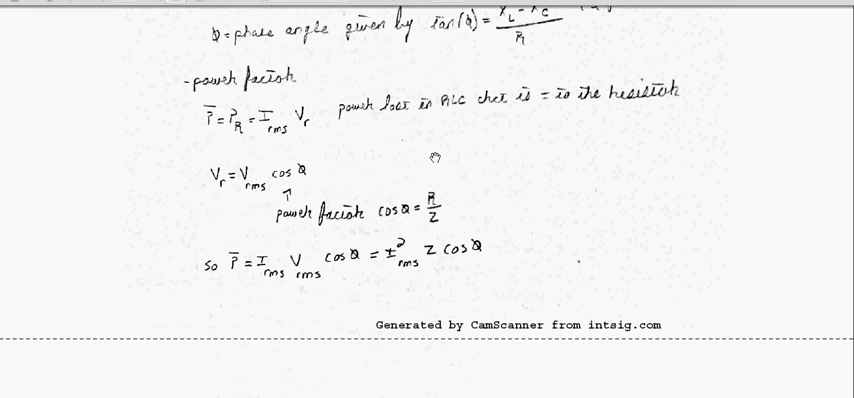 φ = phase angle given by tan(φ) = (X_L - X_C) / R
- power factor
P̅ = P_R = I_rms V_r power lost in RLC ckct is = to the resistor
V_r = V_rms cos φ
↑
power factor cos φ = R/Z
so P̅ = I_rms V_rms cos φ = I²_rms Z cos φ
Generated by CamScanner from intsig.com